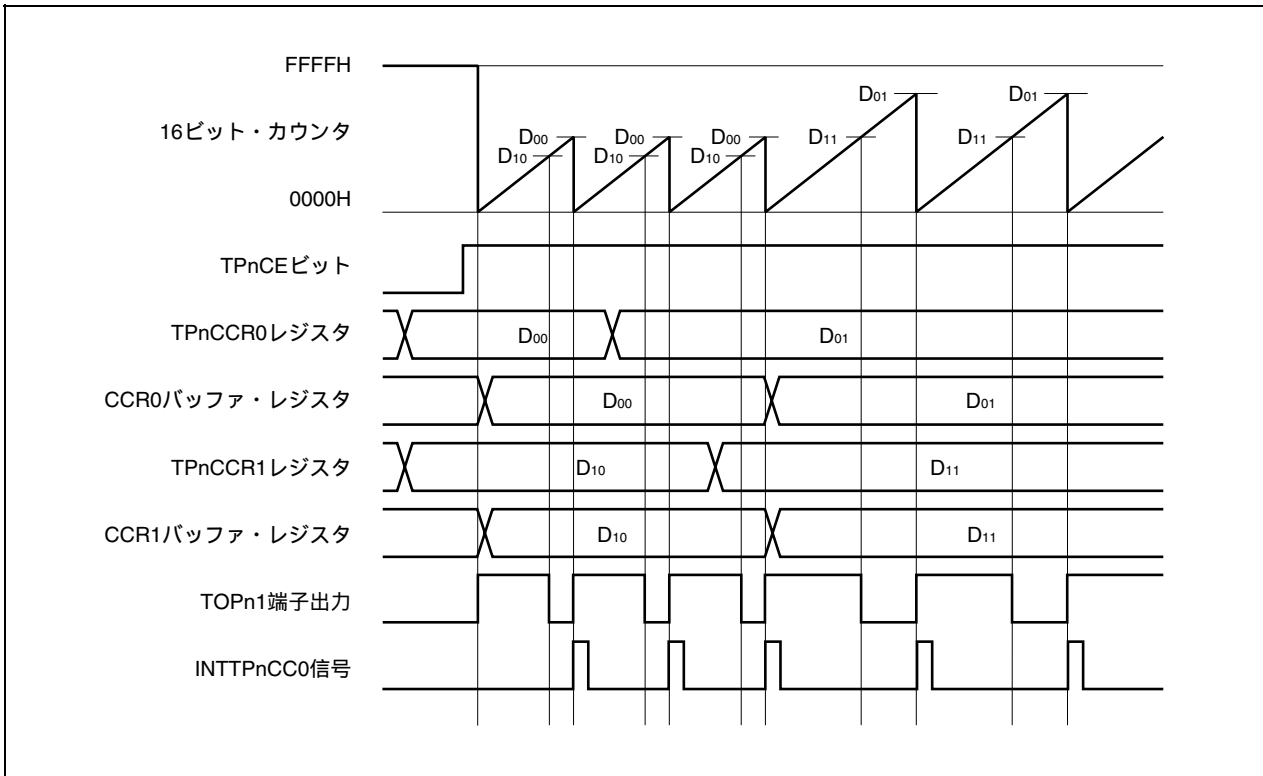 FFFFH
D01 D01
16ビット・カウンタ D00 D00 D00 D11 D11
D10 D10 D10
0000H
TPnCEビット
TPnCCR0レジスタ D00 D01
CCR0バッファ・レジスタ D00 D01
TPnCCR1レジスタ D10 D11
CCR1バッファ・レジスタ D10 D11
TOPn1端子出力
INTTPnCC0信号